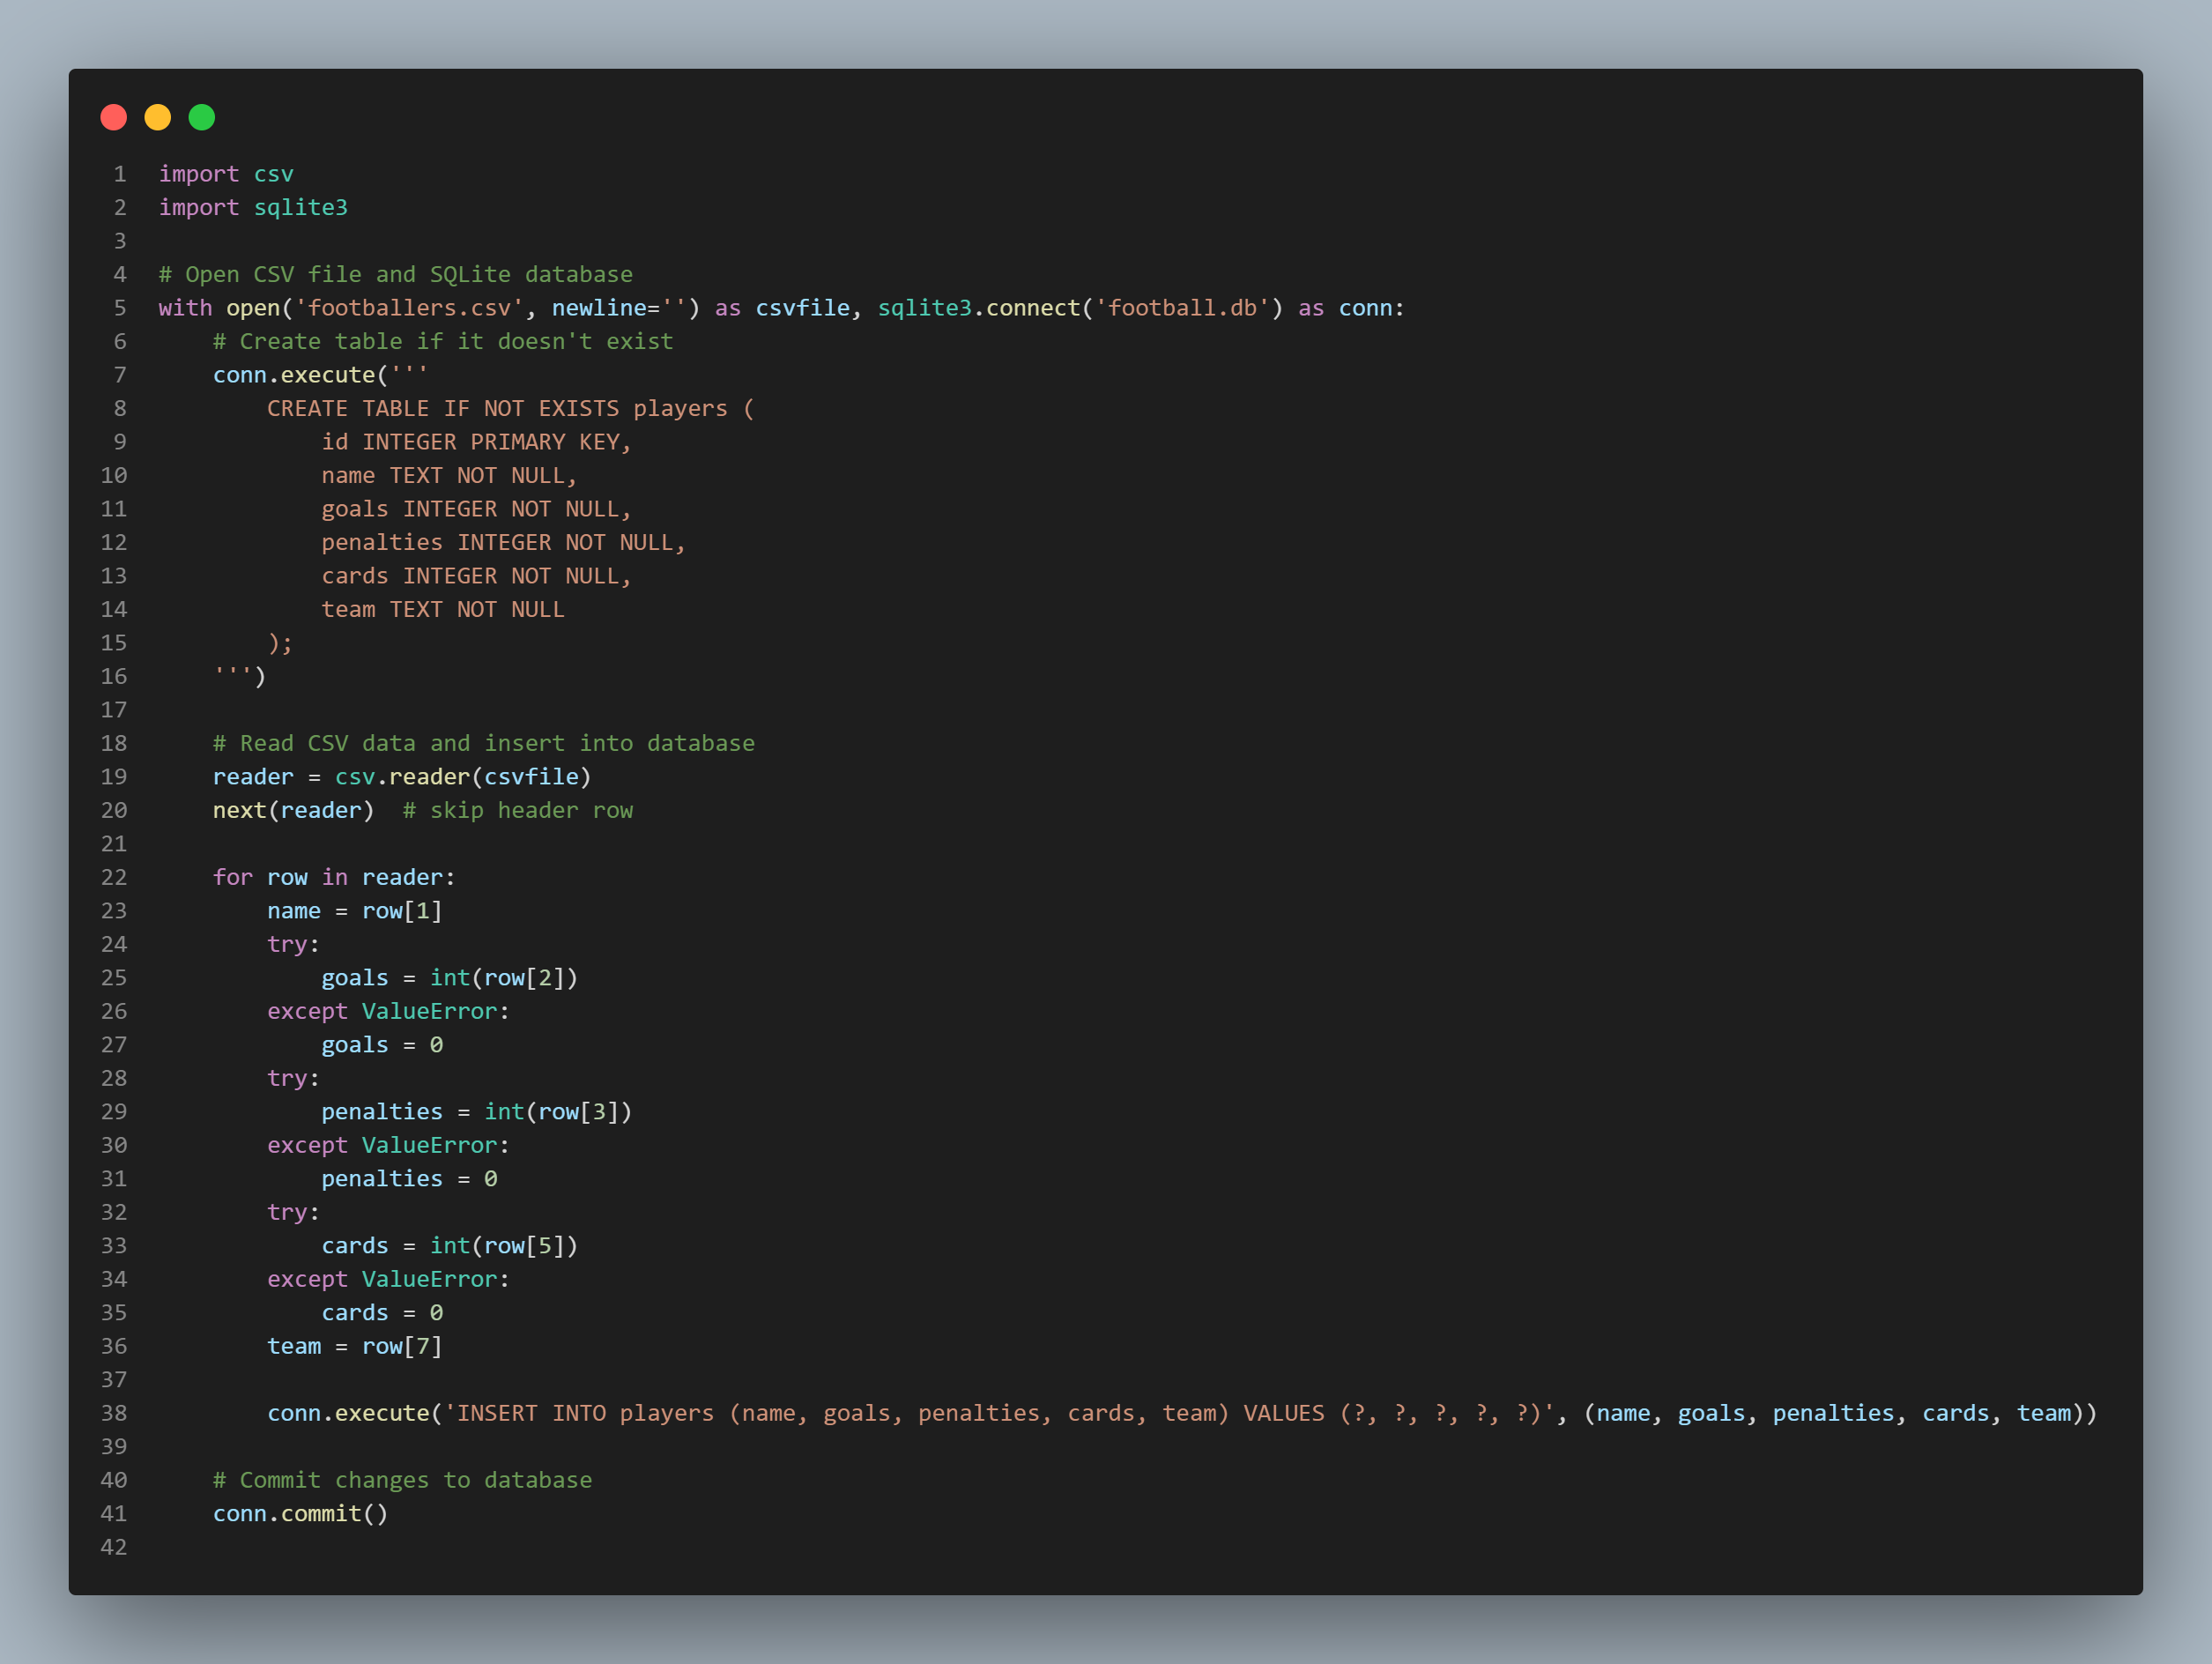 1 import csv
2 import sqlite3
3
4 # Open CSV file and SQLite database
5 with open('footballers.csv', newline='') as csvfile, sqlite3.connect('football.db') as conn:
6     # Create table if it doesn't exist
7     conn.execute('''
8         CREATE TABLE IF NOT EXISTS players (
9             id INTEGER PRIMARY KEY,
10             name TEXT NOT NULL,
11             goals INTEGER NOT NULL,
12             penalties INTEGER NOT NULL,
13             cards INTEGER NOT NULL,
14             team TEXT NOT NULL
15         );
16     ''')
17
18     # Read CSV data and insert into database
19     reader = csv.reader(csvfile)
20     next(reader)  # skip header row
21
22     for row in reader:
23         name = row[1]
24         try:
25             goals = int(row[2])
26         except ValueError:
27             goals = 0
28         try:
29             penalties = int(row[3])
30         except ValueError:
31             penalties = 0
32         try:
33             cards = int(row[5])
34         except ValueError:
35             cards = 0
36         team = row[7]
37
38         conn.execute('INSERT INTO players (name, goals, penalties, cards, team) VALUES (?, ?, ?, ?, ?)', (name, goals, penalties, cards, team))
39
40     # Commit changes to database
41     conn.commit()
42